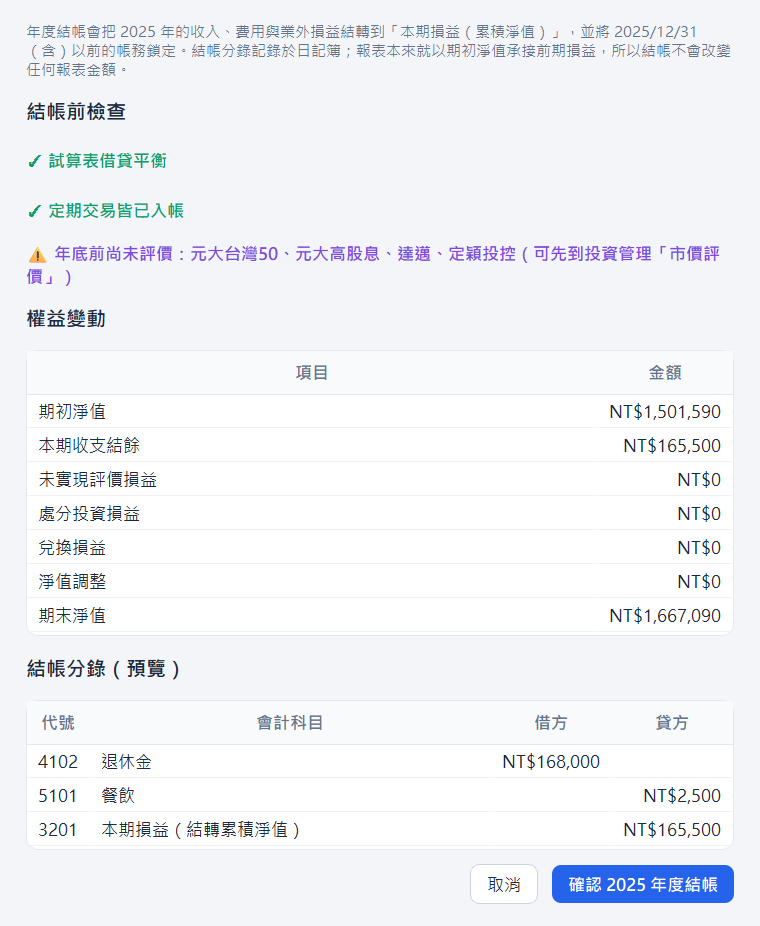 年度結帳會把 2025 年的收入、費用與業外損益結轉到「本期損益(累積淨值)」,並將 2025/12/31
(含)以前的帳務鎖定。結帳分錄記錄於日記簿;報表本來就以期初淨值承接前期損益,所以結帳不會改變
任何報表金額。
結帳前檢查
✓ 試算表借貸平衡
✓ 定期交易皆已入帳
⚠ 年底前尚未評價:元大台灣50、元大高股息、達邁、定穎投控(可先到投資管理「市價評
價」)
權益變動
項目 金額
期初淨值 NT$1,501,590
本期收支結餘 NT$165,500
未實現評價損益 NT$0
處分投資損益 NT$0
兌換損益 NT$0
淨值調整 NT$0
期末淨值 NT$1,667,090
結帳分錄(預覽)
代號 會計科目 借方 貸方
4102 退休金 NT$168,000
5101 餐飲 NT$2,500
3201 本期損益(結轉累積淨值) NT$165,500
取消 確認 2025 年度結帳